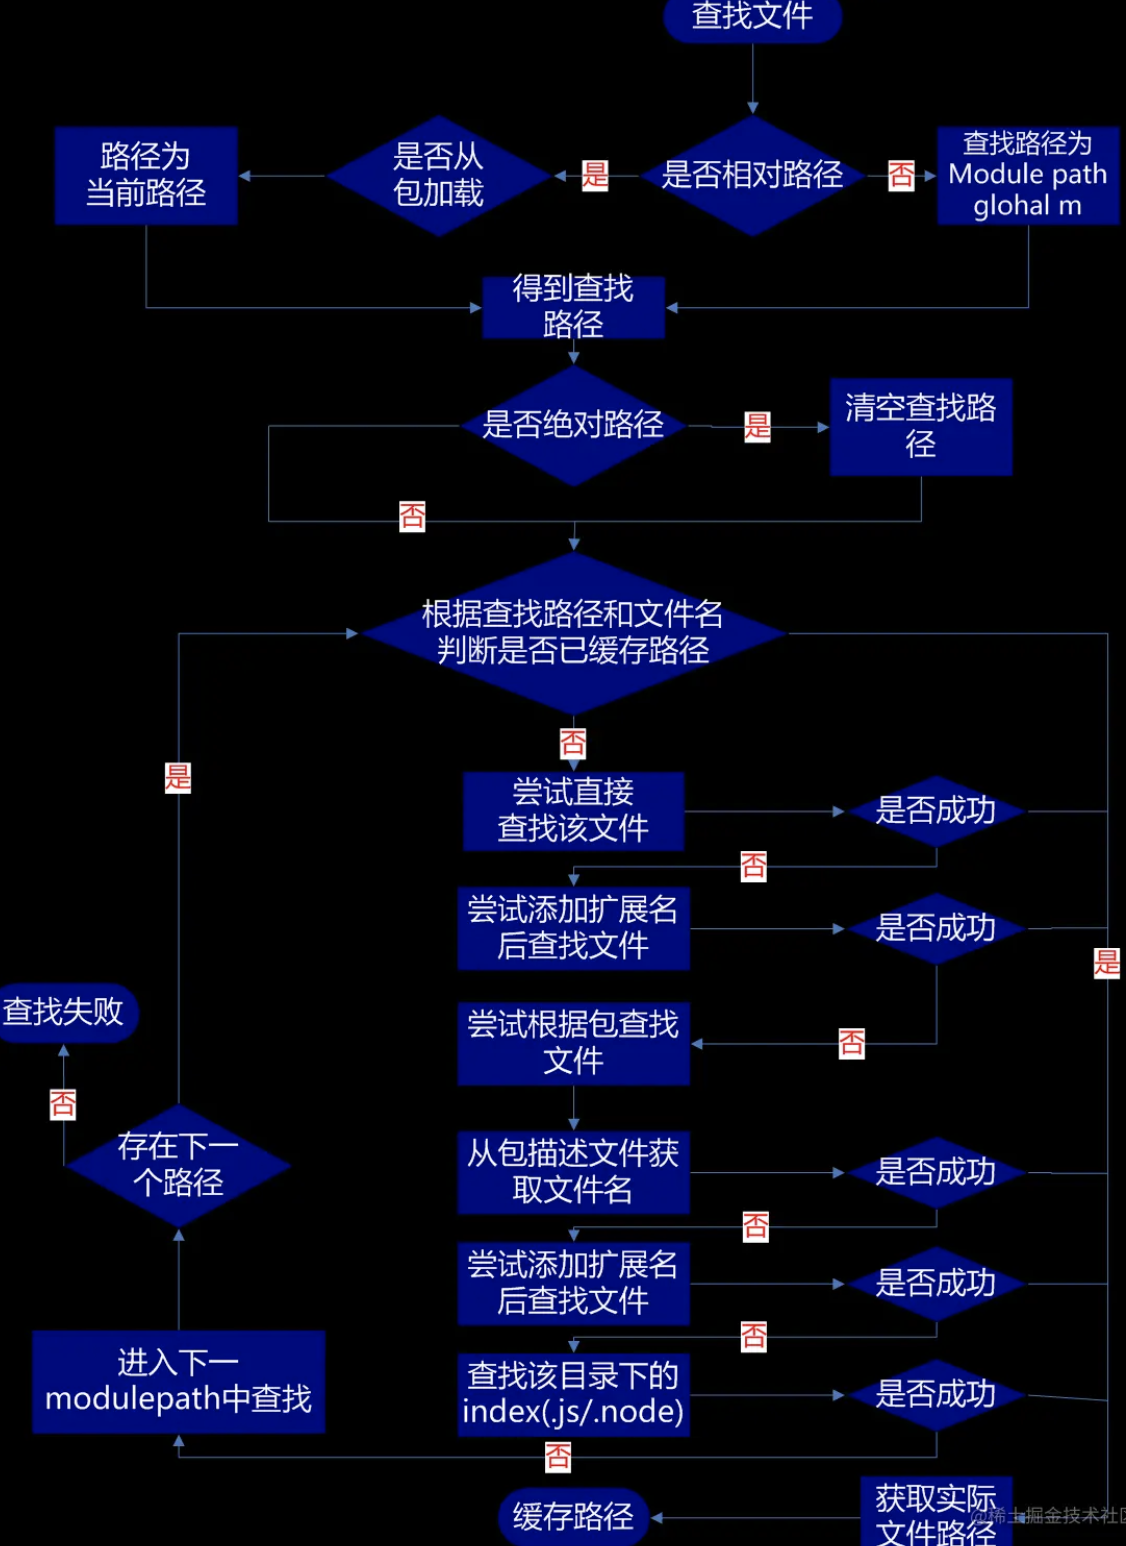 查找文件
路径为
当前路径
是否从
包加载
是
是否相对路径
否
查找路径为
Module path
glohal m
得到查找
路径
是否绝对路径
是
清空查找路
径
否
根据查找路径和文件名
判断是否已缓存路径
否
是
尝试直接
查找该文件
是否成功
否
尝试添加扩展名
后查找文件
是否成功
是
查找失败
尝试根据包查找
文件
否
否
存在下一
个路径
从包描述文件获
取文件名
是否成功
否
尝试添加扩展名
后查找文件
是否成功
否
进入下一
modulepath中查找
查找该目录下的
index(.js/.node)
是否成功
否
缓存路径
获取实际
文件路径
@稀土掘金技术社区